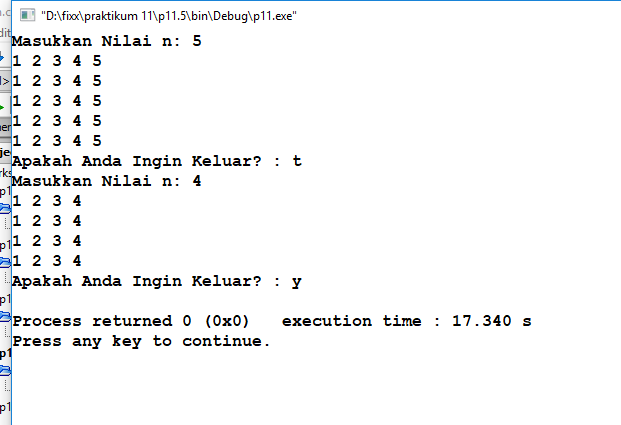 "D:\fixx\praktikum 11\p11.5\bin\Debug\p11.exe"
Masukkan Nilai n: 5
1 2 3 4 5
1 2 3 4 5
1 2 3 4 5
1 2 3 4 5
1 2 3 4 5
Apakah Anda Ingin Keluar? : t
Masukkan Nilai n: 4
1 2 3 4
1 2 3 4
1 2 3 4
1 2 3 4
Apakah Anda Ingin Keluar? : y
Process returned 0 (0x0)   execution time : 17.340 s
Press any key to continue.